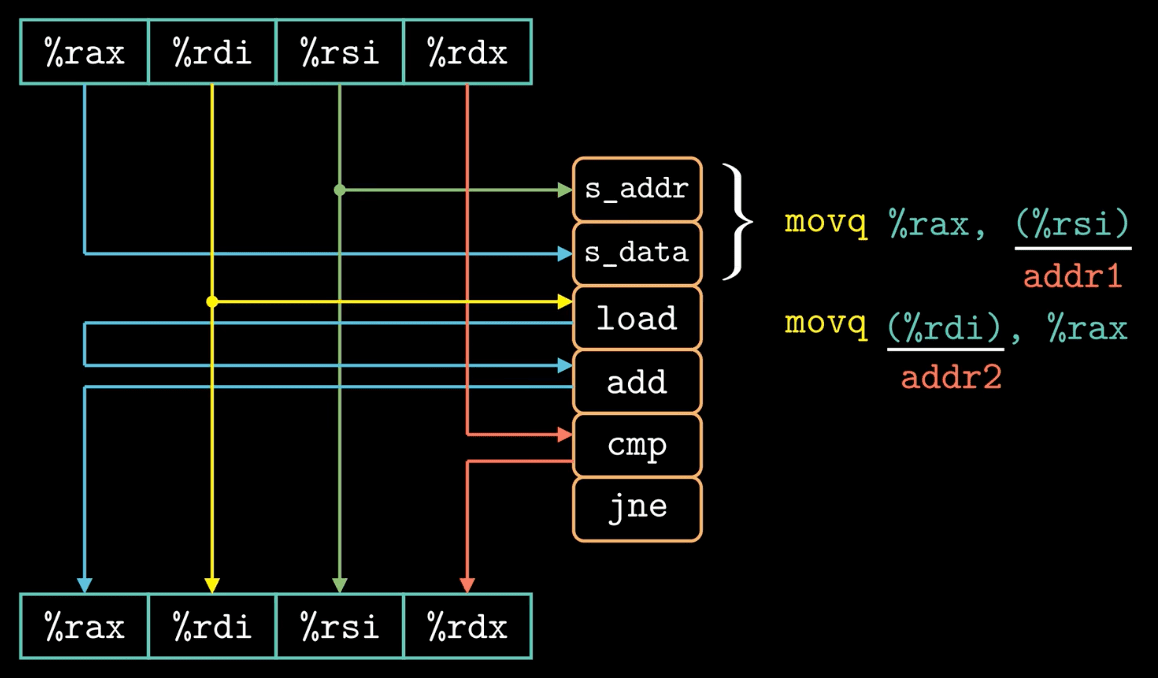 %rax %rdi %rsi %rdx
s_addr
s_data
load
add
cmp
jne
movq %rax, (%rsi)
addr1
movq (%rdi), %rax
addr2
%rax %rdi %rsi %rdx